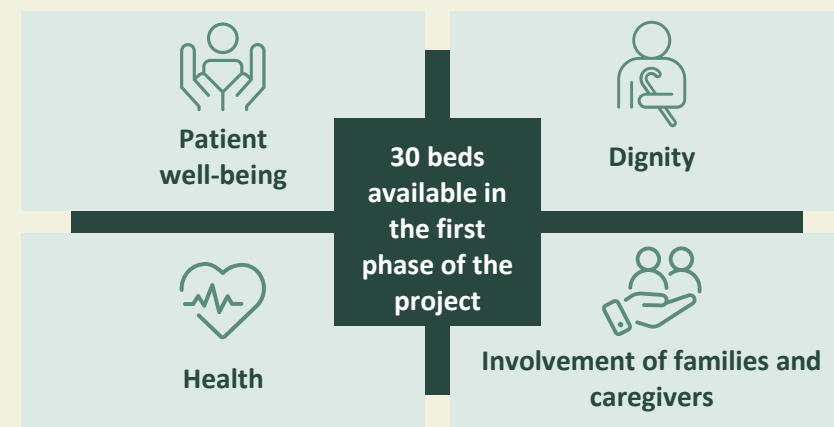 Patient
well-being
Dignity
30 beds
available in
the first
phase of the
project
Health
Involvement of families and
caregivers